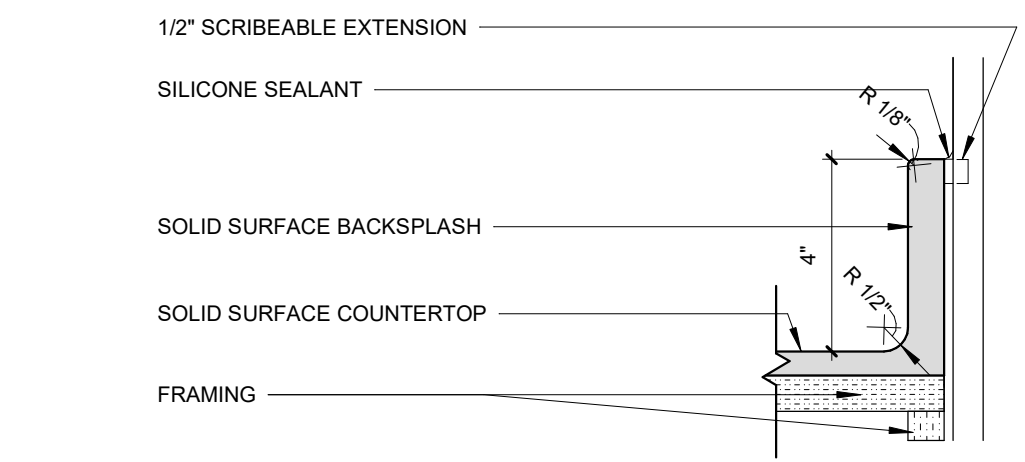 1/2" SCRIBEABLE EXTENSION
SILICONE SEALANT
R 1/8"
SOLID SURFACE BACKSPLASH
4"
R 1/2"
SOLID SURFACE COUNTERTOP
FRAMING